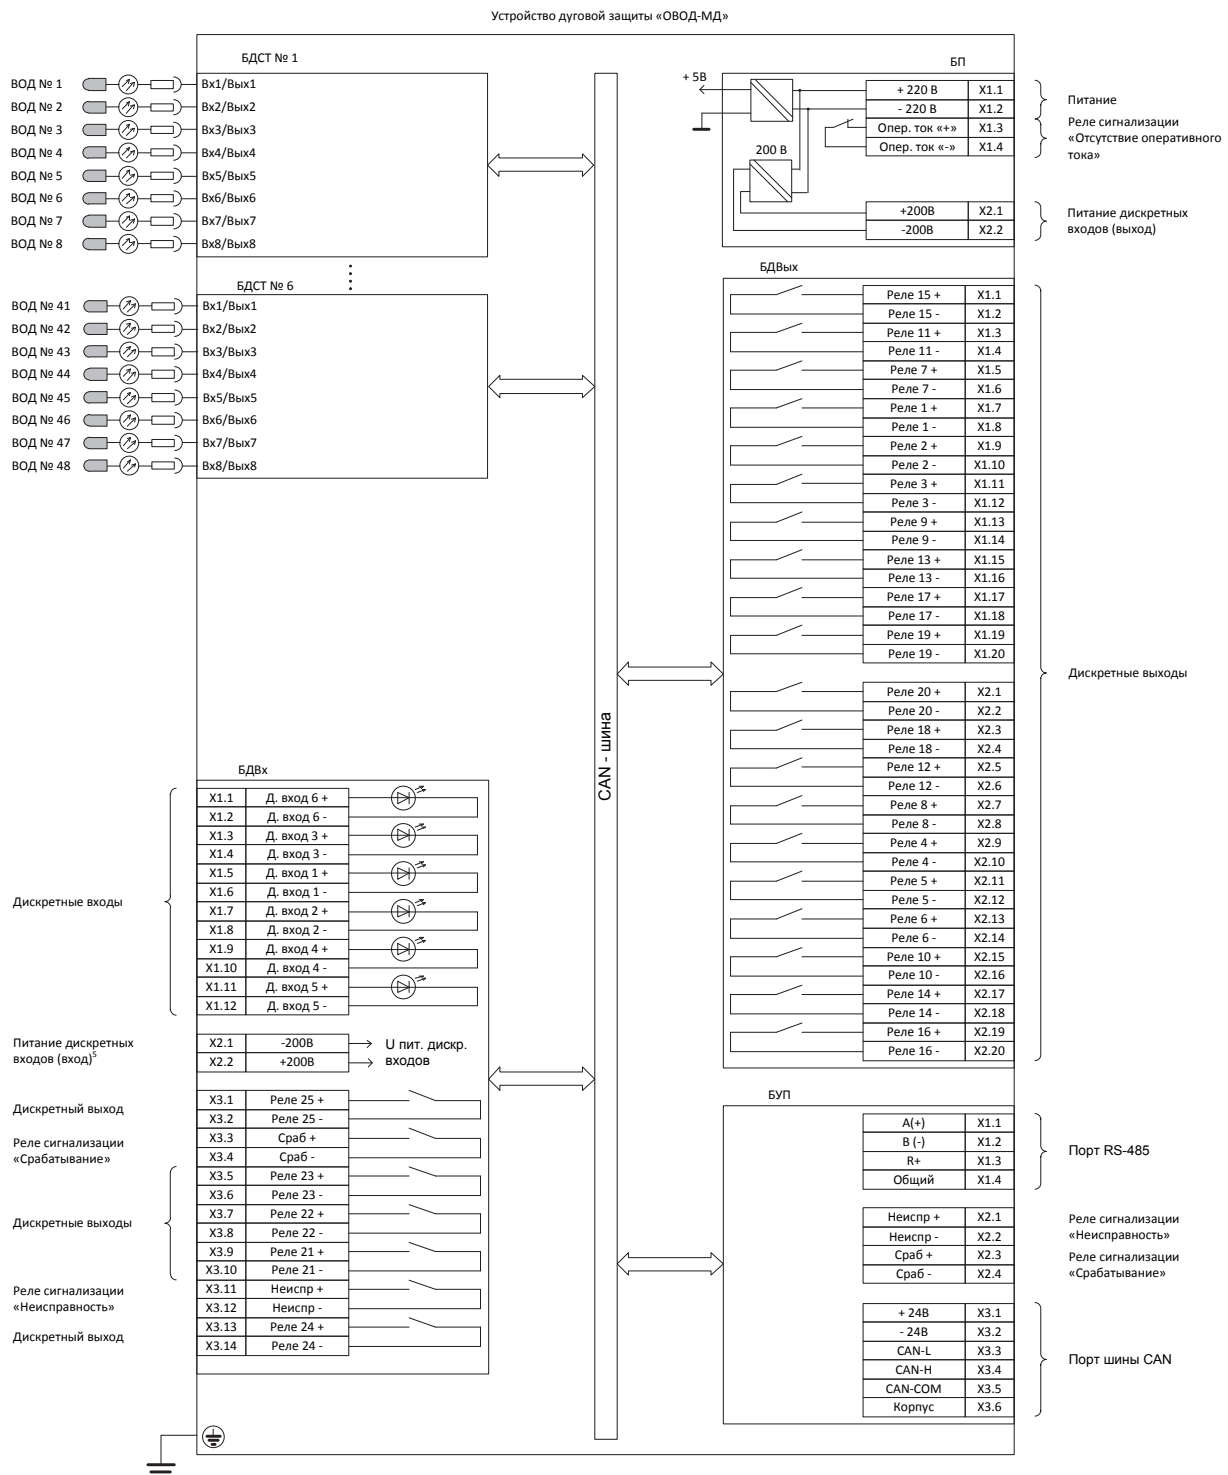 Устройство дуговой защиты «ОВОД-МД»
БДСТ № 1
ВОД № 1 Вх1/Вых1
ВОД № 2 Вх2/Вых2
ВОД № 3 Вх3/Вых3
ВОД № 4 Вх4/Вых4
ВОД № 5 Вх5/Вых5
ВОД № 6 Вх6/Вых6
ВОД № 7 Вх7/Вых7
ВОД № 8 Вх8/Вых8
БДСТ № 6
ВОД № 41 Вх1/Вых1
ВОД № 42 Вх2/Вых2
ВОД № 43 Вх3/Вых3
ВОД № 44 Вх4/Вых4
ВОД № 45 Вх5/Вых5
ВОД № 46 Вх6/Вых6
ВОД № 47 Вх7/Вых7
ВОД № 48 Вх8/Вых8
БДВх
X1.1 Д. вход 6 +
X1.2 Д. вход 6 -
X1.3 Д. вход 3 +
X1.4 Д. вход 3 -
X1.5 Д. вход 1 +
X1.6 Д. вход 1 -
X1.7 Д. вход 2 +
X1.8 Д. вход 2 -
X1.9 Д. вход 4 +
X1.10 Д. вход 4 -
X1.11 Д. вход 5 +
X1.12 Д. вход 5 -
Дискретные входы
Питание дискретных
входов (вход)5
X2.1 -200В
X2.2 +200В
U пит. дискр.
входов
X3.1 Реле 25 +
X3.2 Реле 25 -
X3.3 Сраб +
X3.4 Сраб -
X3.5 Реле 23 +
X3.6 Реле 23 -
X3.7 Реле 22 +
X3.8 Реле 22 -
X3.9 Реле 21 +
X3.10 Реле 21 -
X3.11 Неиспр +
X3.12 Неиспр -
X3.13 Реле 24 +
X3.14 Реле 24 -
Дискретный выход
Реле сигнализации
«Срабатывание»
Дискретные выходы
Реле сигнализации
«Неисправность»
Дискретный выход
CAN - шина
БП
+ 5В
200 В
+ 220 В X1.1
- 220 В X1.2
Опер. ток «+» X1.3
Опер. ток «-» X1.4
+200В X2.1
-200В X2.2
Питание
Реле сигнализации
«Отсутствие оперативного
тока»
Питание дискретных
входов (выход)
БДВых
Реле 15 + X1.1
Реле 15 - X1.2
Реле 11 + X1.3
Реле 11 - X1.4
Реле 7 + X1.5
Реле 7 - X1.6
Реле 1 + X1.7
Реле 1 - X1.8
Реле 2 + X1.9
Реле 2 - X1.10
Реле 3 + X1.11
Реле 3 - X1.12
Реле 9 + X1.13
Реле 9 - X1.14
Реле 13 + X1.15
Реле 13 - X1.16
Реле 17 + X1.17
Реле 17 - X1.18
Реле 19 + X1.19
Реле 19 - X1.20
Реле 20 + X2.1
Реле 20 - X2.2
Реле 18 + X2.3
Реле 18 - X2.4
Реле 12 + X2.5
Реле 12 - X2.6
Реле 8 + X2.7
Реле 8 - X2.8
Реле 4 + X2.9
Реле 4 - X2.10
Реле 5 + X2.11
Реле 5 - X2.12
Реле 6 + X2.13
Реле 6 - X2.14
Реле 10 + X2.15
Реле 10 - X2.16
Реле 14 + X2.17
Реле 14 - X2.18
Реле 16 + X2.19
Реле 16 - X2.20
Дискретные выходы
БУП
A(+) X1.1
B (-) X1.2
R+ X1.3
Общий X1.4
Порт RS-485
Неиспр + X2.1
Неиспр - X2.2
Сраб + X2.3
Сраб - X2.4
Реле сигнализации
«Неисправность»
Реле сигнализации
«Срабатывание»
+ 24В X3.1
- 24В X3.2
CAN-L X3.3
CAN-H X3.4
CAN-COM X3.5
Корпус X3.6
Порт шины CAN